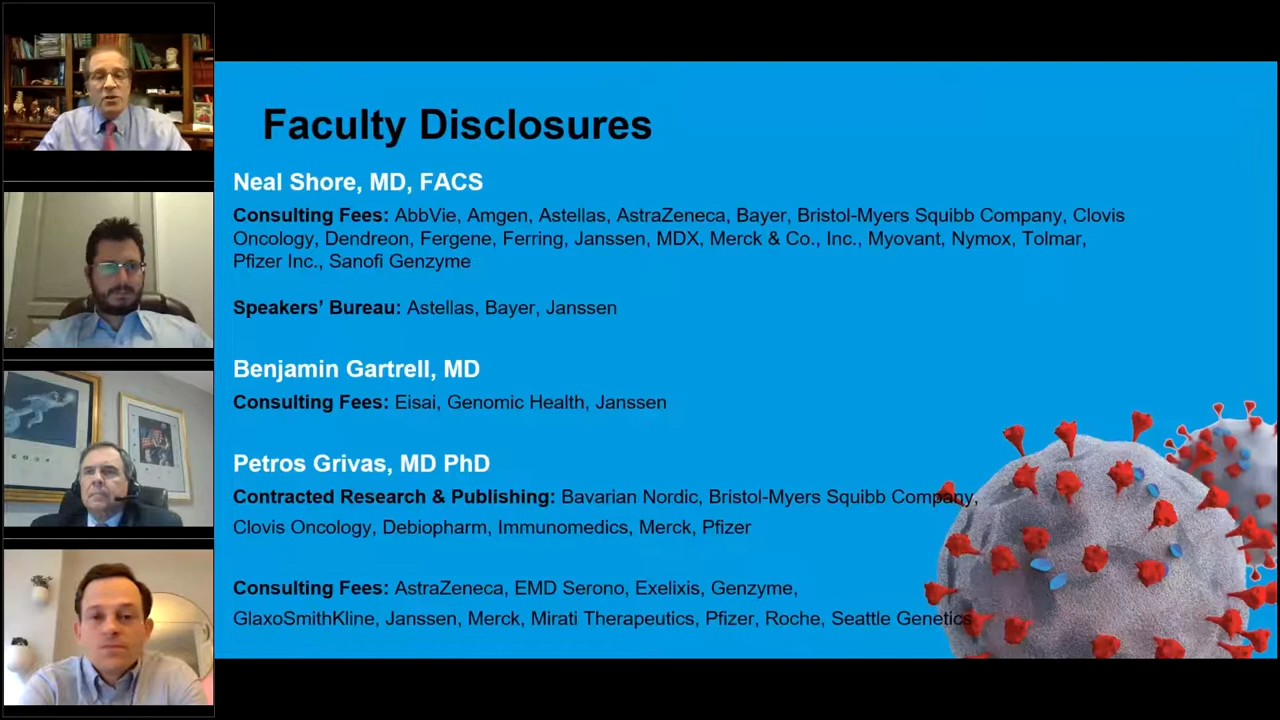 Faculty Disclosures
Neal Shore, MD, FACS
Consulting Fees: AbbVie, Amgen, Astellas, AstraZeneca, Bayer, Bristol-Myers Squibb Company, Clovis
Oncology, Dendreon, Fergene, Ferring, Janssen, MDX, Merck & Co., Inc., Myovant, Nymox, Tolmar,
Pfizer Inc., Sanofi Genzyme
Speakers’ Bureau: Astellas, Bayer, Janssen
Benjamin Gartrell, MD
Consulting Fees: Eisai, Genomic Health, Janssen
Petros Grivas, MD PhD
Contracted Research & Publishing: Bavarian Nordic, Bristol-Myers Squibb Company,
Clovis Oncology, Debiopharm, Immunomedics, Merck, Pfizer
Consulting Fees: AstraZeneca, EMD Serono, Exelixis, Genzyme,
GlaxoSmithKline, Janssen, Merck, Mirati Therapeutics, Pfizer, Roche, Seattle Genetics